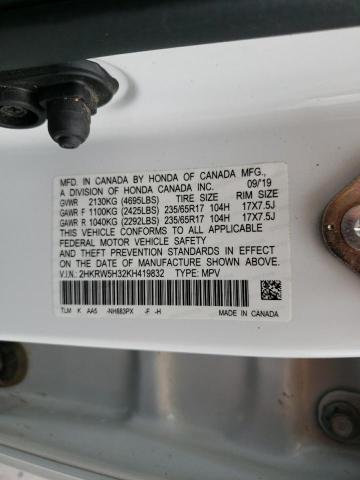 MFD. IN CANADA BY HONDA OF CANADA MFG.,
A DIVISION OF HONDA CANADA INC. 09/19
GVWR 2130KG (4695LBS) TIRE SIZE RIM SIZE
GAWR F 1100KG (2425LBS) 235/65R17 104H 17X7.5J
GAWR R 1040KG (2292LBS) 235/65R17 104H 17X7.5J
THIS VEHICLE CONFORMS TO ALL APPLICABLE
FEDERAL MOTOR VEHICLE SAFETY, BUMPER,
AND THEFT PREVENTION STANDARDS IN EFFECT
ON THE DATE OF MANUFACTURE SHOWN ABOVE.
V.I.N.: 2HKRW5H32KH419832 TYPE: MPV
TLM K AA5 -NH883PX -F -H
MADE IN CANADA